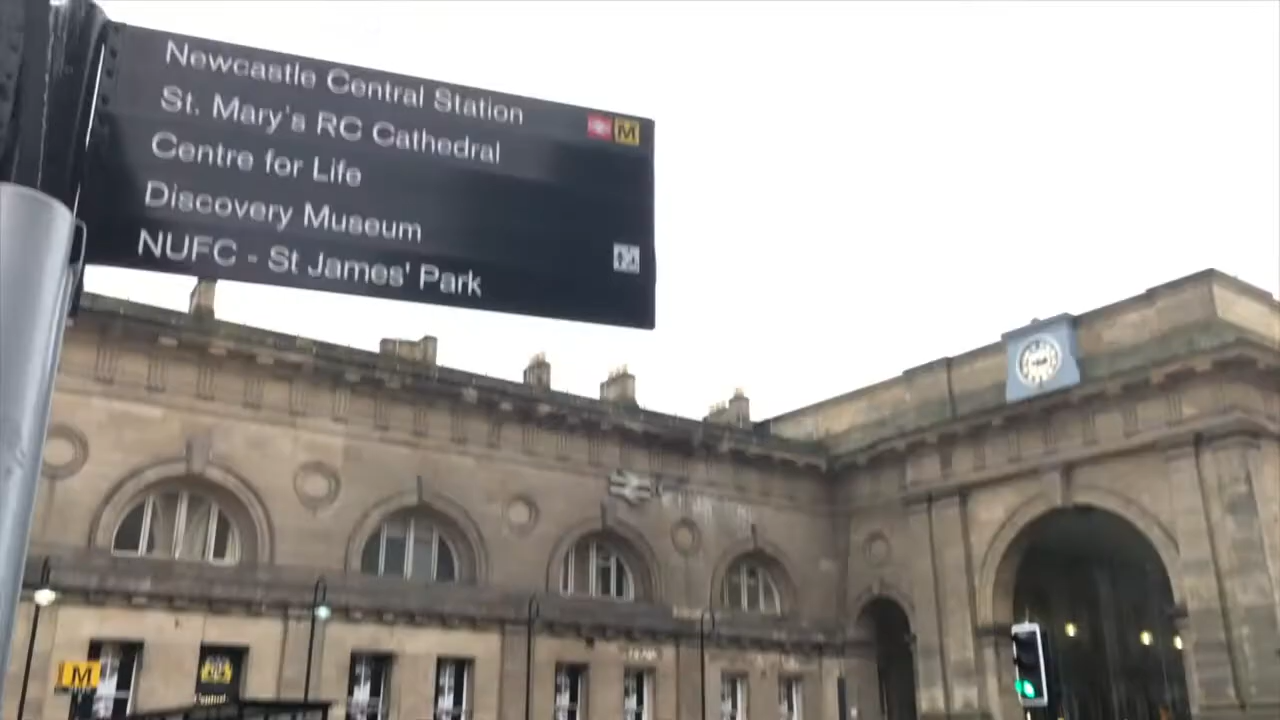 Newcastle Central Station
M
St. Mary's RC Cathedral
Centre for Life
Discovery Museum
NUFC - St James' Park
M